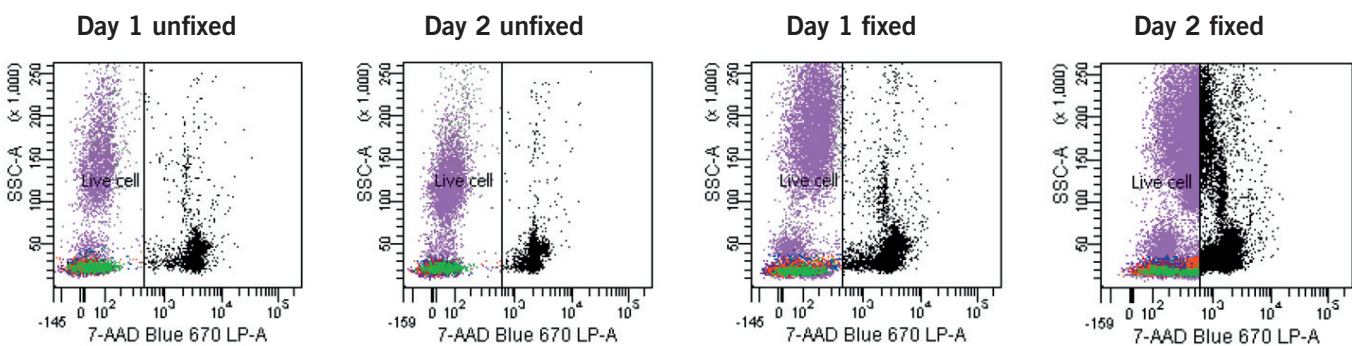 Day 1 unfixed
SSC-A
(x 1,000)
50 100 150 200 250
Live cell
-145
0 10² 10³ 10⁴ 10⁵
7-AAD Blue 670 LP-A
Day 2 unfixed
SSC-A
(x 1,000)
50 100 150 200 250
Live cell
-159
0 10² 10³ 10⁴ 10⁵
7-AAD Blue 670 LP-A
Day 1 fixed
SSC-A
(x 1,000)
50 100 150 200 250
Live cell
-145
0 10² 10³ 10⁴ 10⁵
7-AAD Blue 670 LP-A
Day 2 fixed
SSC-A
(x 1,000)
50 100 150 200 250
Live cell
-159
0 10² 10³ 10⁴ 10⁵
7-AAD Blue 670 LP-A